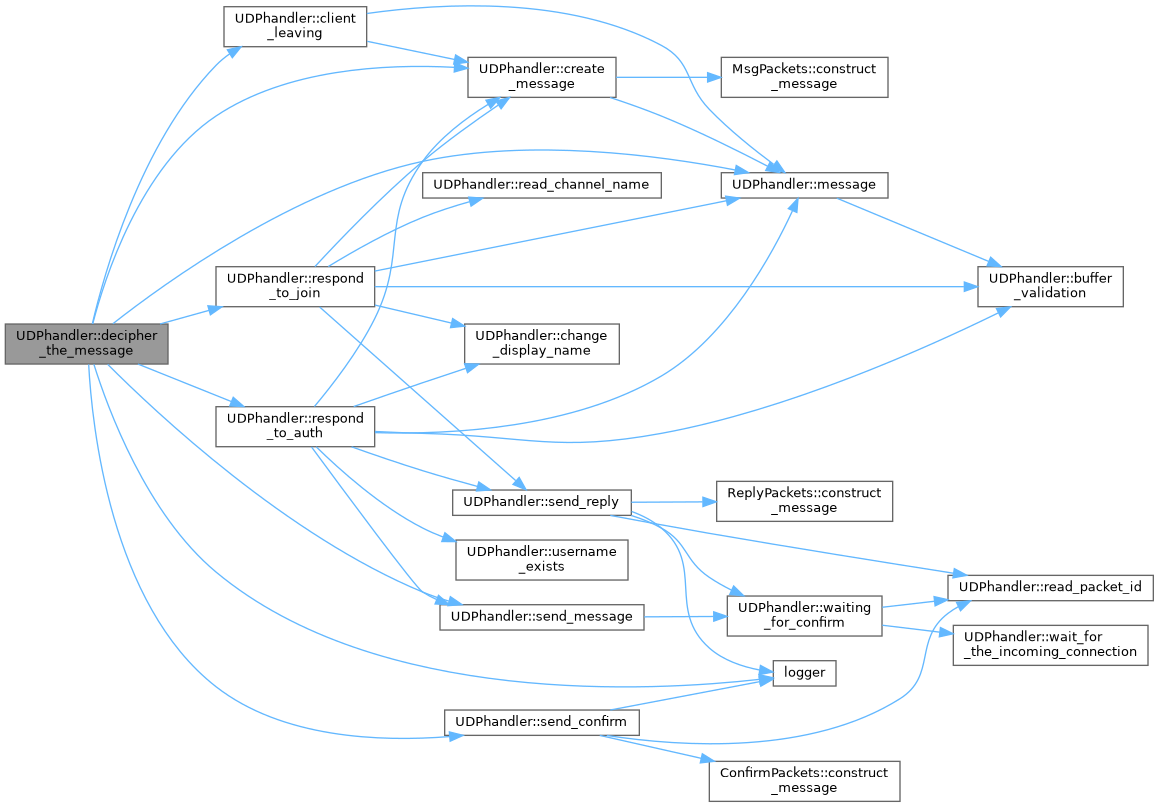 UDPhandler::client
_leaving
UDPhandler::create
_message
MsgPackets::construct
_message
UDPhandler::read_channel_name
UDPhandler::message
UDPhandler::respond
_to_join
UDPhandler::buffer
_validation
UDPhandler::decipher
_the_message
UDPhandler::change
_display_name
UDPhandler::respond
_to_auth
UDPhandler::send_reply
ReplyPackets::construct
_message
UDPhandler::username
_exists
UDPhandler::read_packet_id
UDPhandler::send_message
UDPhandler::waiting
_for_confirm
UDPhandler::wait_for
_the_incoming_connection
logger
UDPhandler::send_confirm
ConfirmPackets::construct
_message